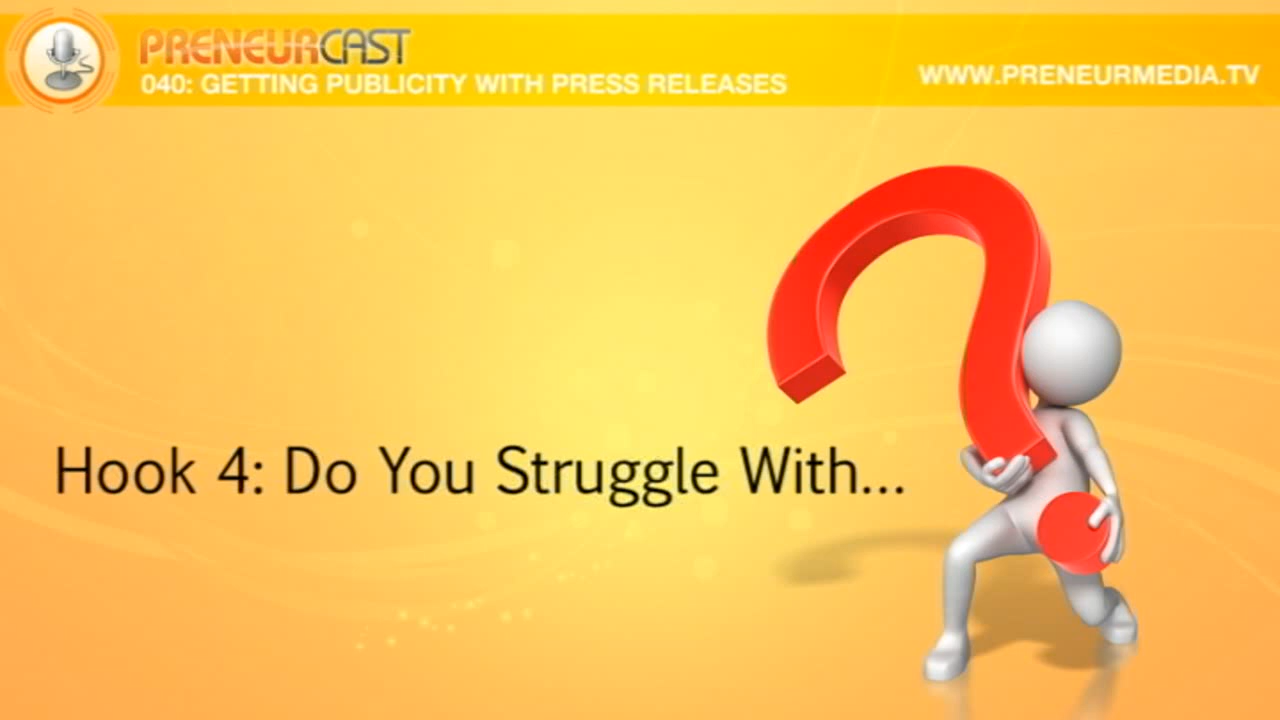 PRENEURCAST
040: GETTING PUBLICITY WITH PRESS RELEASES
WWW.PRENEURMEDIA.TV
Hook 4: Do You Struggle With...